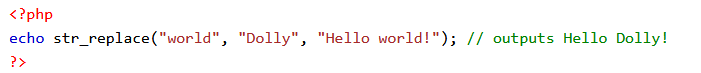 <?php
echo str_replace("world", "Dolly", "Hello world!"); // outputs Hello Dolly!
?>